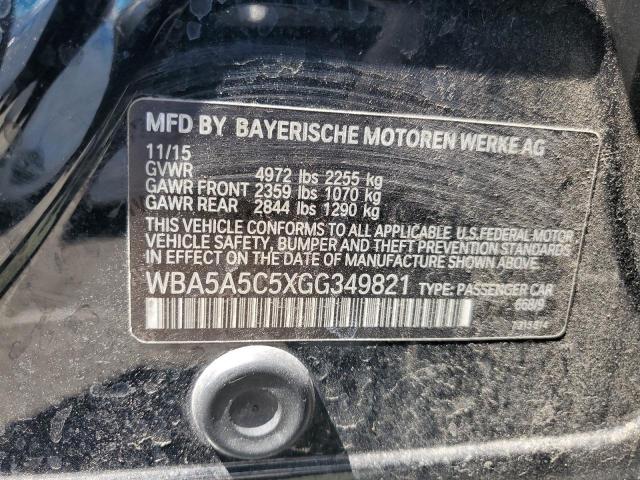 MFD BY BAYERISCHE MOTOREN WERKE AG
11/15
GVWR 4972 lbs 2255 kg
GAWR FRONT 2359 lbs 1070 kg
GAWR REAR 2844 lbs 1290 kg
THIS VEHICLE CONFORMS TO ALL APPLICABLE U.S.FEDERAL MOTOR
VEHICLE SAFETY, BUMPER AND THEFT PREVENTION STANDARDS
IN EFFECT ON THE DATE OF MANUFACTURE SHOWN ABOVE.
WBA5A5C5XGG349821 TYPE: PASSENGER CAR
668/9